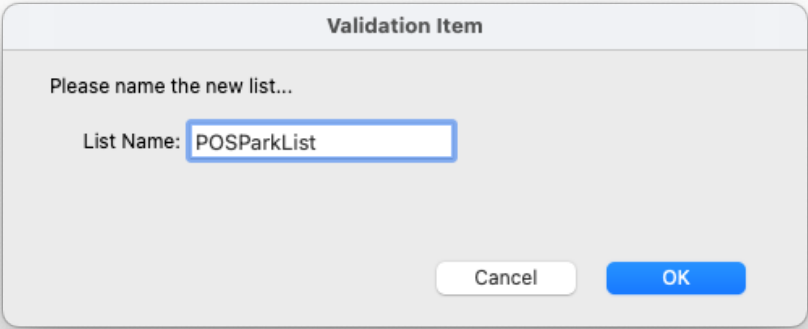 Validation Item
Please name the new list...
List Name: POSParkList
Cancel OK